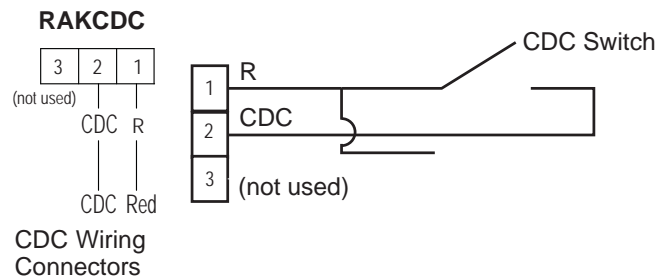 RAKCDC
3 2 1
(not used)
CDC R
CDC Red
CDC Wiring
Connectors
1 R
2 CDC
3 (not used)
CDC Switch